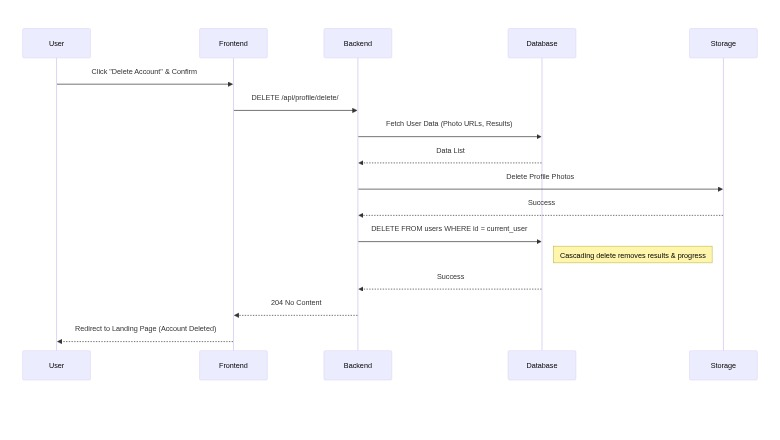 User
Frontend
Backend
Database
Storage
Click "Delete Account" & Confirm
DELETE /api/profile/delete/
Fetch User Data (Photo URLs, Results)
Data List
Delete Profile Photos
Success
DELETE FROM users WHERE id = current_user
Cascading delete removes results & progress
Success
204 No Content
Redirect to Landing Page (Account Deleted)
User
Frontend
Backend
Database
Storage